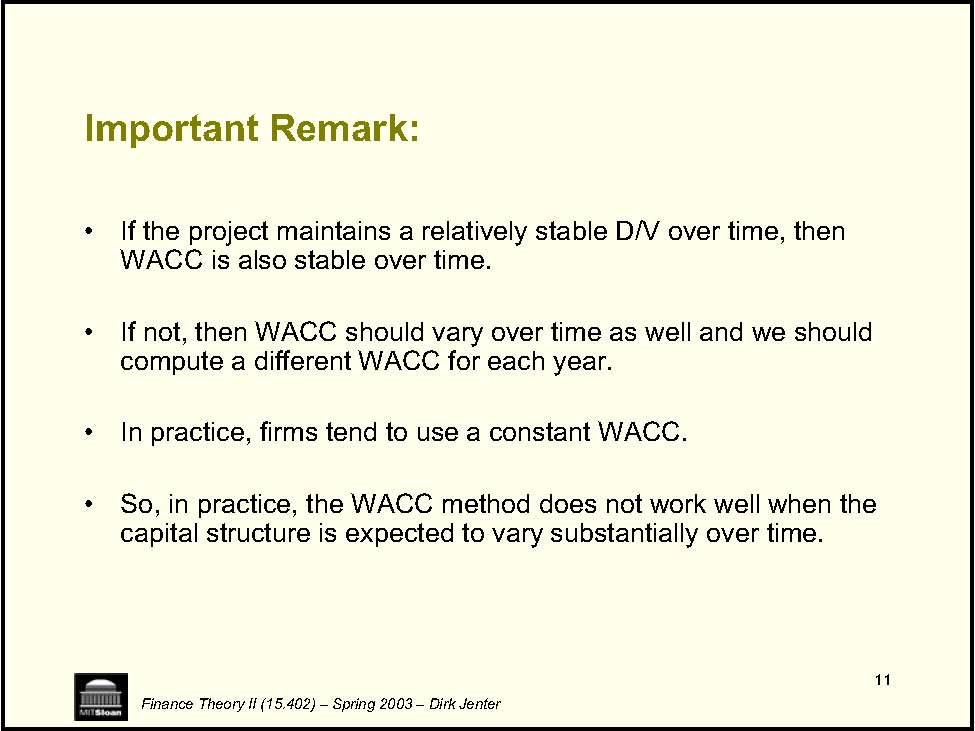 Important Remark:
• If the project maintains a relatively stable D/V over time, then
WACC is also stable over time.
• If not, then WACC should vary over time as well and we should
compute a different WACC for each year.
• In practice, firms tend to use a constant WACC.
• So, in practice, the WACC method does not work well when the
capital structure is expected to vary substantially over time.
11
MITSloan
Finance Theory II (15.402) – Spring 2003 – Dirk Jenter